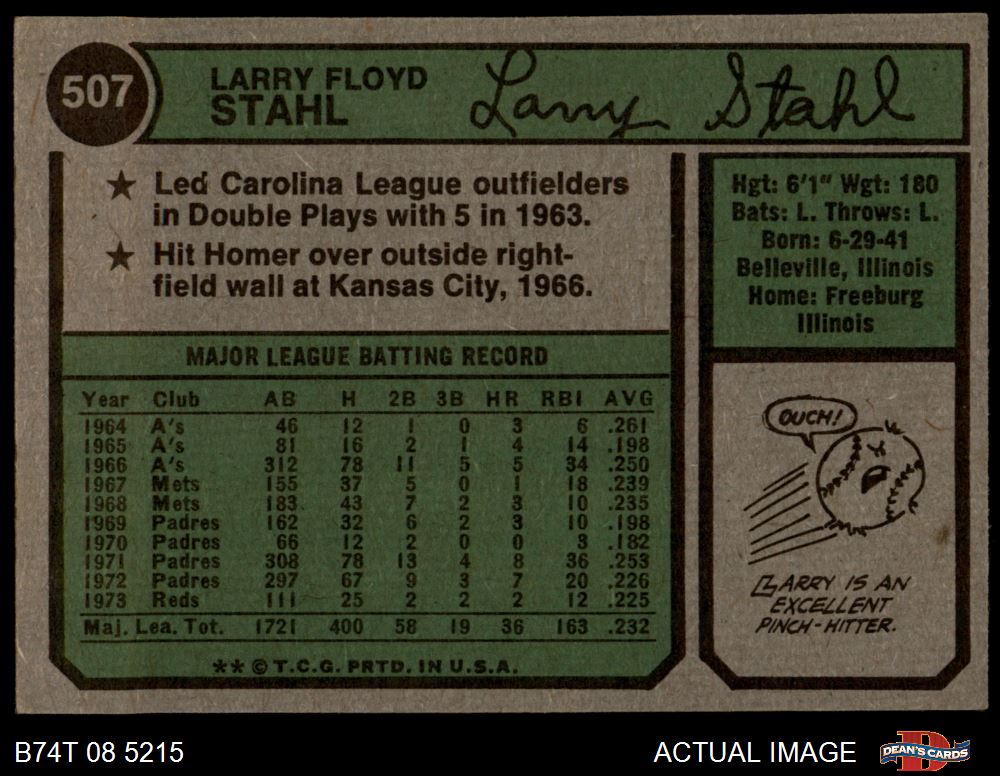 507
LARRY FLOYD
STAHL
Larry Stahl
★ Led Carolina League outfielders
in Double Plays with 5 in 1963.
★ Hit Homer over outside right-
field wall at Kansas City, 1966.
Hgt: 6'1" Wgt: 180
Bats: L. Throws: L.
Born: 6-29-41
Belleville, Illinois
Home: Freeburg
Illinois
MAJOR LEAGUE BATTING RECORD
Year Club AB H 2B 3B HR RBI AVG
1964 A's 46 12 1 0 3 6 .261
1965 A's 81 16 2 1 4 14 .198
1966 A's 312 78 11 5 5 34 .250
1967 Mets 155 37 5 0 1 18 .239
1968 Mets 183 43 7 2 3 10 .235
1969 Padres 162 32 6 2 3 10 .198
1970 Padres 66 12 2 0 0 3 .182
1971 Padres 308 78 13 4 8 36 .253
1972 Padres 297 67 9 3 7 20 .226
1973 Reds 111 25 2 2 2 12 .225
Maj. Lea. Tot. 1721 400 58 19 36 163 .232
** © T.C.G. PRTD. IN U.S.A.
OUCH!
LARRY IS AN
EXCELLENT
PINCH-HITTER.
B74T 08 5215
ACTUAL IMAGE
D
DEAN'S CARDS